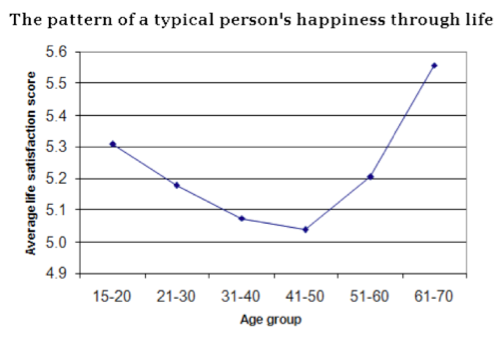 The pattern of a typical person's happiness through life
5.6
5.5
5.4
5.3
5.2
5.1
5.0
4.9
Average life satisfaction score
15-20 21-30 31-40 41-50 51-60 61-70
Age group